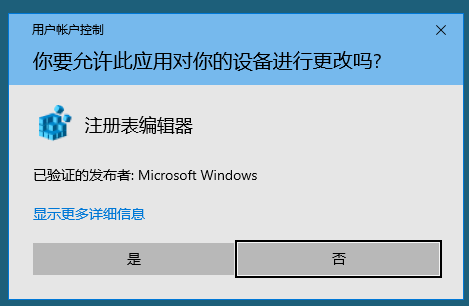 用户帐户控制
你要允许此应用对你的设备进行更改吗?
注册表编辑器
已验证的发布者: Microsoft Windows
显示更多详细信息
是
否